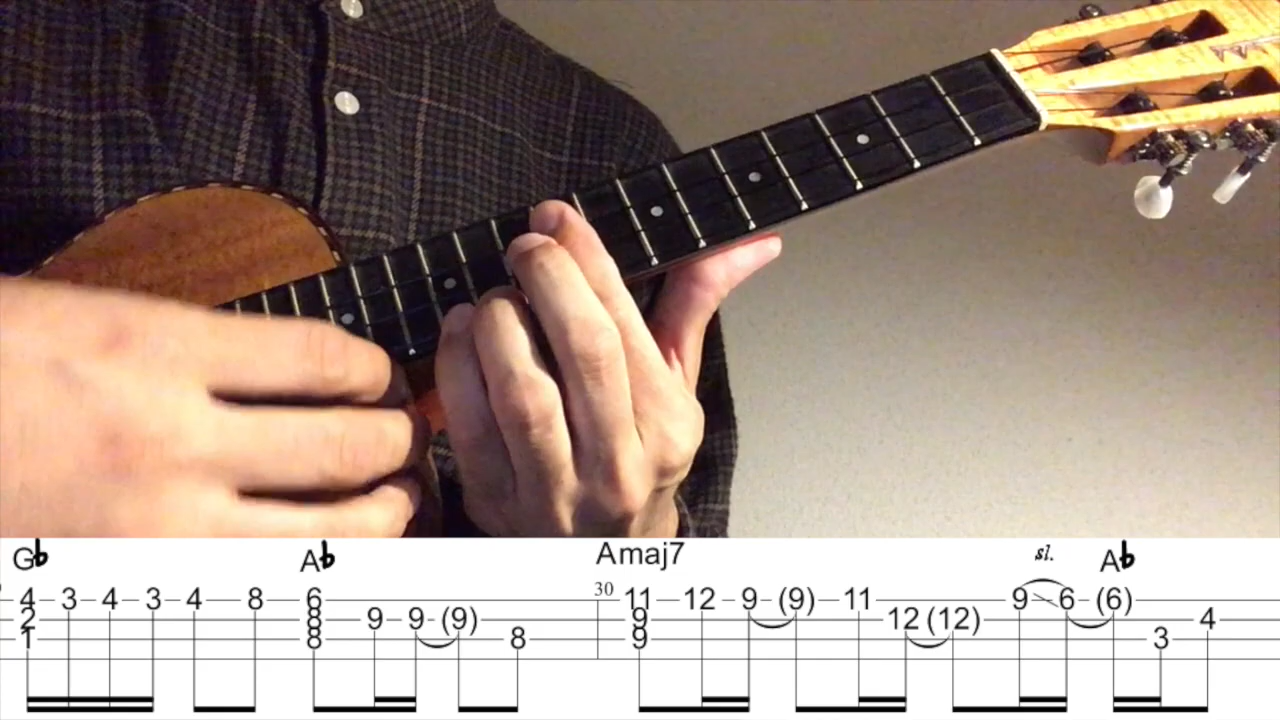 G♭ A♭ Amaj7 sl. A♭
30
4 3 4 3 4 8 6 11 12 9 (9) 11 9 6 (6)
2 8 9 9 (9) 9 12 (12) 4
1 8 8 9 3
8